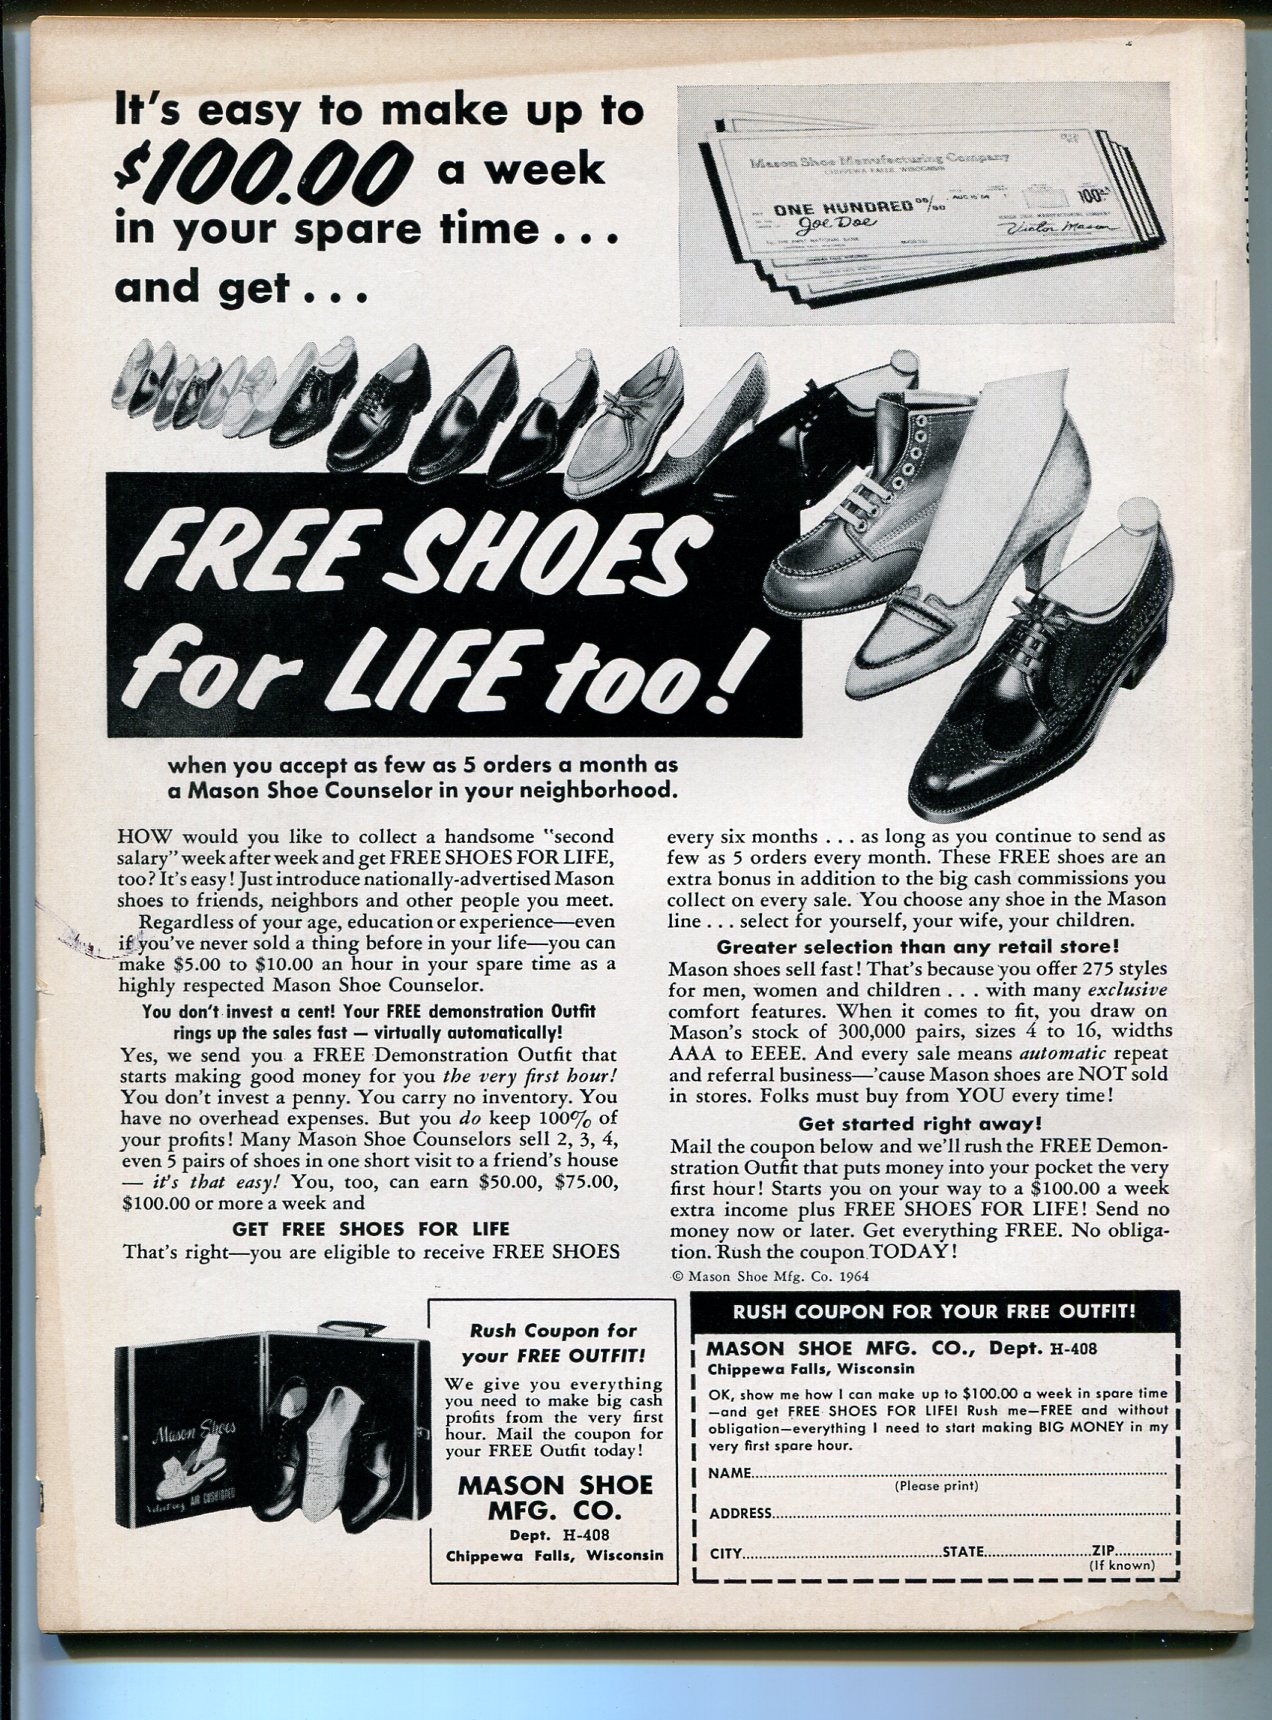 It's easy to make up to
$100.00 a week
in your spare time . . .
and get . . .
Mason Shoe Manufacturing Company
CHIPPEWA FALLS WISCONSIN
ONE HUNDRED 00/00
AUG 15 64
100
Joe Doe
MASON SHOE MANUFACTURING COMPANY
Victor Mason
FREE SHOES
for LIFE too!
when you accept as few as 5 orders a month as
a Mason Shoe Counselor in your neighborhood.
HOW would you like to collect a handsome "second
salary" week after week and get FREE SHOES FOR LIFE,
too? It's easy! Just introduce nationally-advertised Mason
shoes to friends, neighbors and other people you meet.
Regardless of your age, education or experience—even
if you've never sold a thing before in your life—you can
make $5.00 to $10.00 an hour in your spare time as a
highly respected Mason Shoe Counselor.
You don't invest a cent! Your FREE demonstration Outfit
rings up the sales fast — virtually automatically!
Yes, we send you a FREE Demonstration Outfit that
starts making good money for you the very first hour!
You don't invest a penny. You carry no inventory. You
have no overhead expenses. But you do keep 100% of
your profits! Many Mason Shoe Counselors sell 2, 3, 4,
even 5 pairs of shoes in one short visit to a friend's house
— it's that easy! You, too, can earn $50.00, $75.00,
$100.00 or more a week and
GET FREE SHOES FOR LIFE
That's right—you are eligible to receive FREE SHOES
every six months . . . as long as you continue to send as
few as 5 orders every month. These FREE shoes are an
extra bonus in addition to the big cash commissions you
collect on every sale. You choose any shoe in the Mason
line . . . select for yourself, your wife, your children.
Greater selection than any retail store!
Mason shoes sell fast! That's because you offer 275 styles
for men, women and children . . . with many exclusive
comfort features. When it comes to fit, you draw on
Mason's stock of 300,000 pairs, sizes 4 to 16, widths
AAA to EEEE. And every sale means automatic repeat
and referral business—'cause Mason shoes are NOT sold
in stores. Folks must buy from YOU every time!
Get started right away!
Mail the coupon below and we'll rush the FREE Demon-
stration Outfit that puts money into your pocket the very
first hour! Starts you on your way to a $100.00 a week
extra income plus FREE SHOES FOR LIFE! Send no
money now or later. Get everything FREE. No obliga-
tion. Rush the coupon TODAY!
© Mason Shoe Mfg. Co. 1964
Mason Shoes
Velvet-eez AIR CUSHIONED
Rush Coupon for
your FREE OUTFIT!
We give you everything
you need to make big cash
profits from the very first
hour. Mail the coupon for
your FREE Outfit today!
MASON SHOE
MFG. CO.
Dept. H-408
Chippewa Falls, Wisconsin
RUSH COUPON FOR YOUR FREE OUTFIT!
MASON SHOE MFG. CO., Dept. H-408
Chippewa Falls, Wisconsin
OK, show me how I can make up to $100.00 a week in spare time
—and get FREE SHOES FOR LIFE! Rush me—FREE and without
obligation—everything I need to start making BIG MONEY in my
very first spare hour.
NAME
(Please print)
ADDRESS
CITY STATE ZIP
(If known)